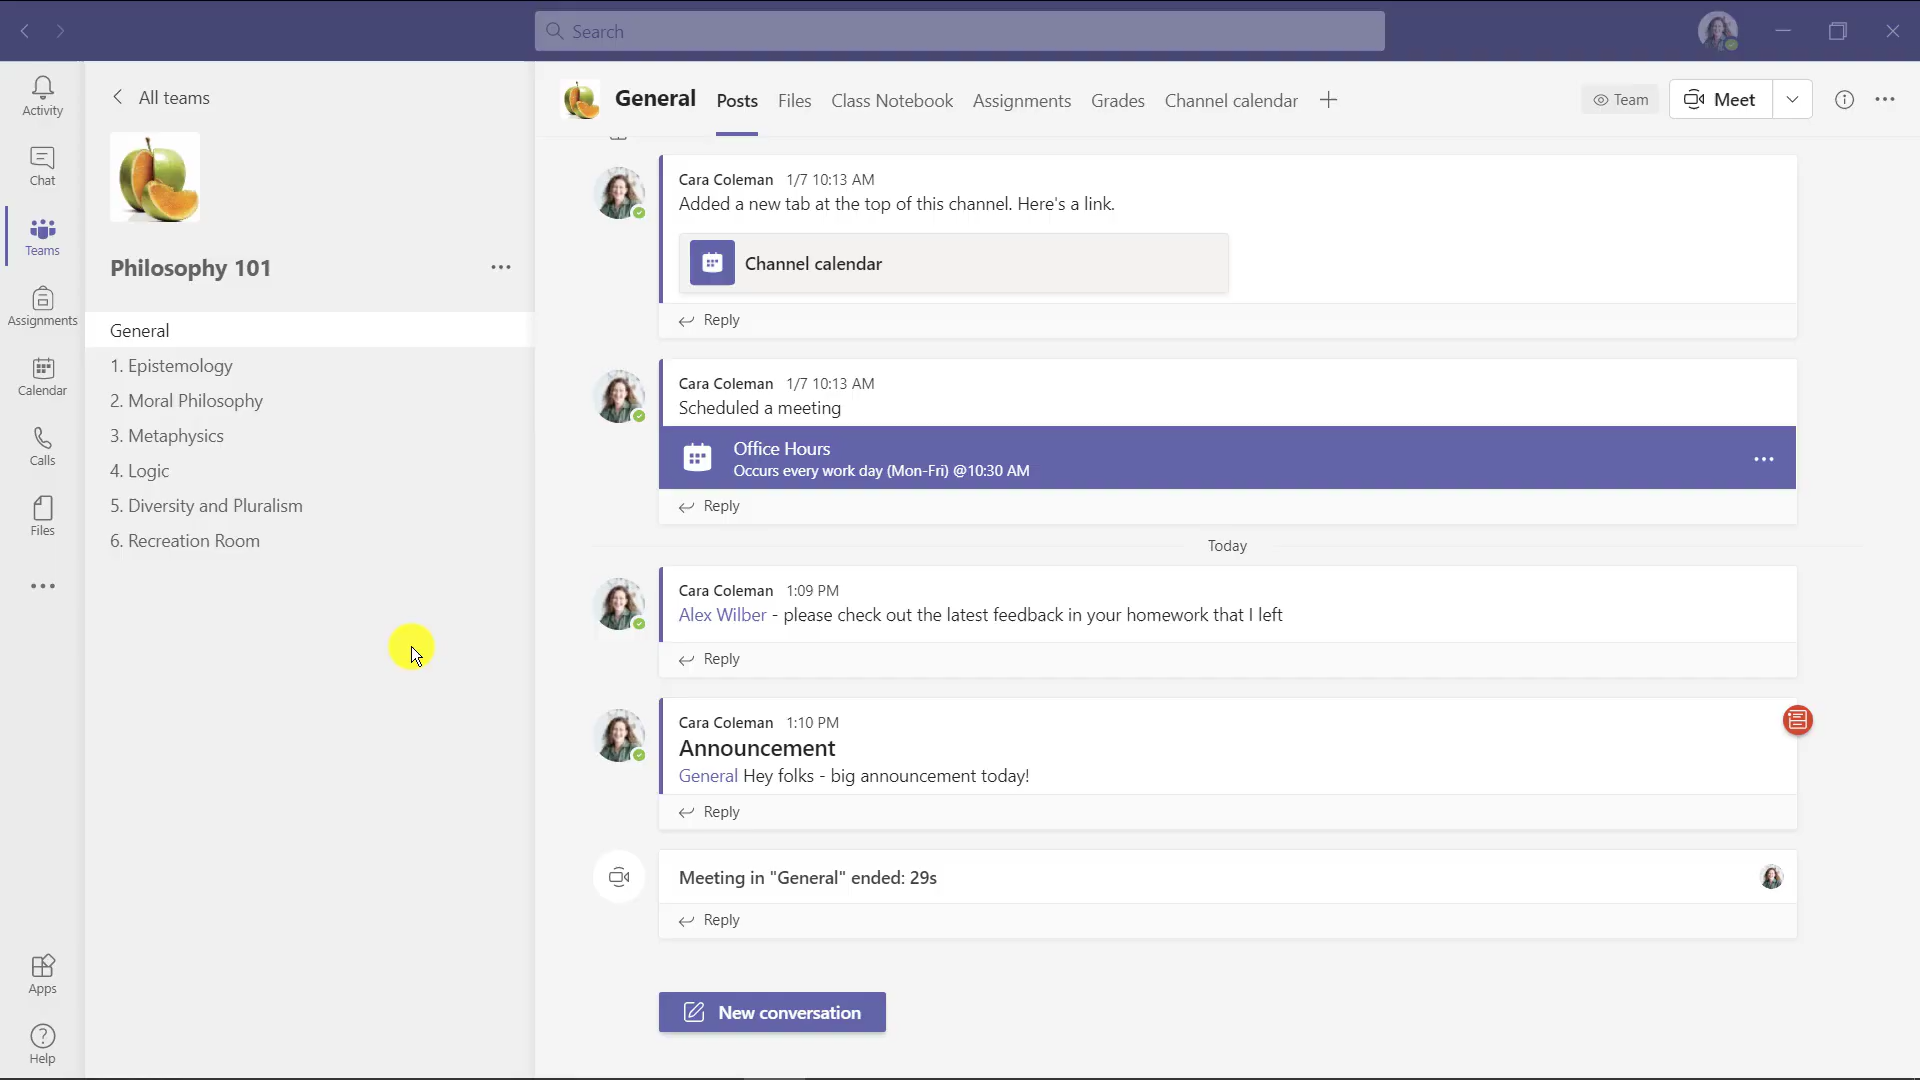 Search
Activity
Chat
Teams
Assignments
Calendar
Calls
Files
Apps
Help
All teams
Philosophy 101
General
1. Epistemology
2. Moral Philosophy
3. Metaphysics
4. Logic
5. Diversity and Pluralism
6. Recreation Room
General Posts Files Class Notebook Assignments Grades Channel calendar
Team Meet
Cara Coleman 1/7 10:13 AM
Added a new tab at the top of this channel. Here's a link.
Channel calendar
Reply
Cara Coleman 1/7 10:13 AM
Scheduled a meeting
Office Hours
Occurs every work day (Mon-Fri) @10:30 AM
Reply
Today
Cara Coleman 1:09 PM
Alex Wilber - please check out the latest feedback in your homework that I left
Reply
Cara Coleman 1:10 PM
Announcement
General Hey folks - big announcement today!
Reply
Meeting in "General" ended: 29s
Reply
New conversation